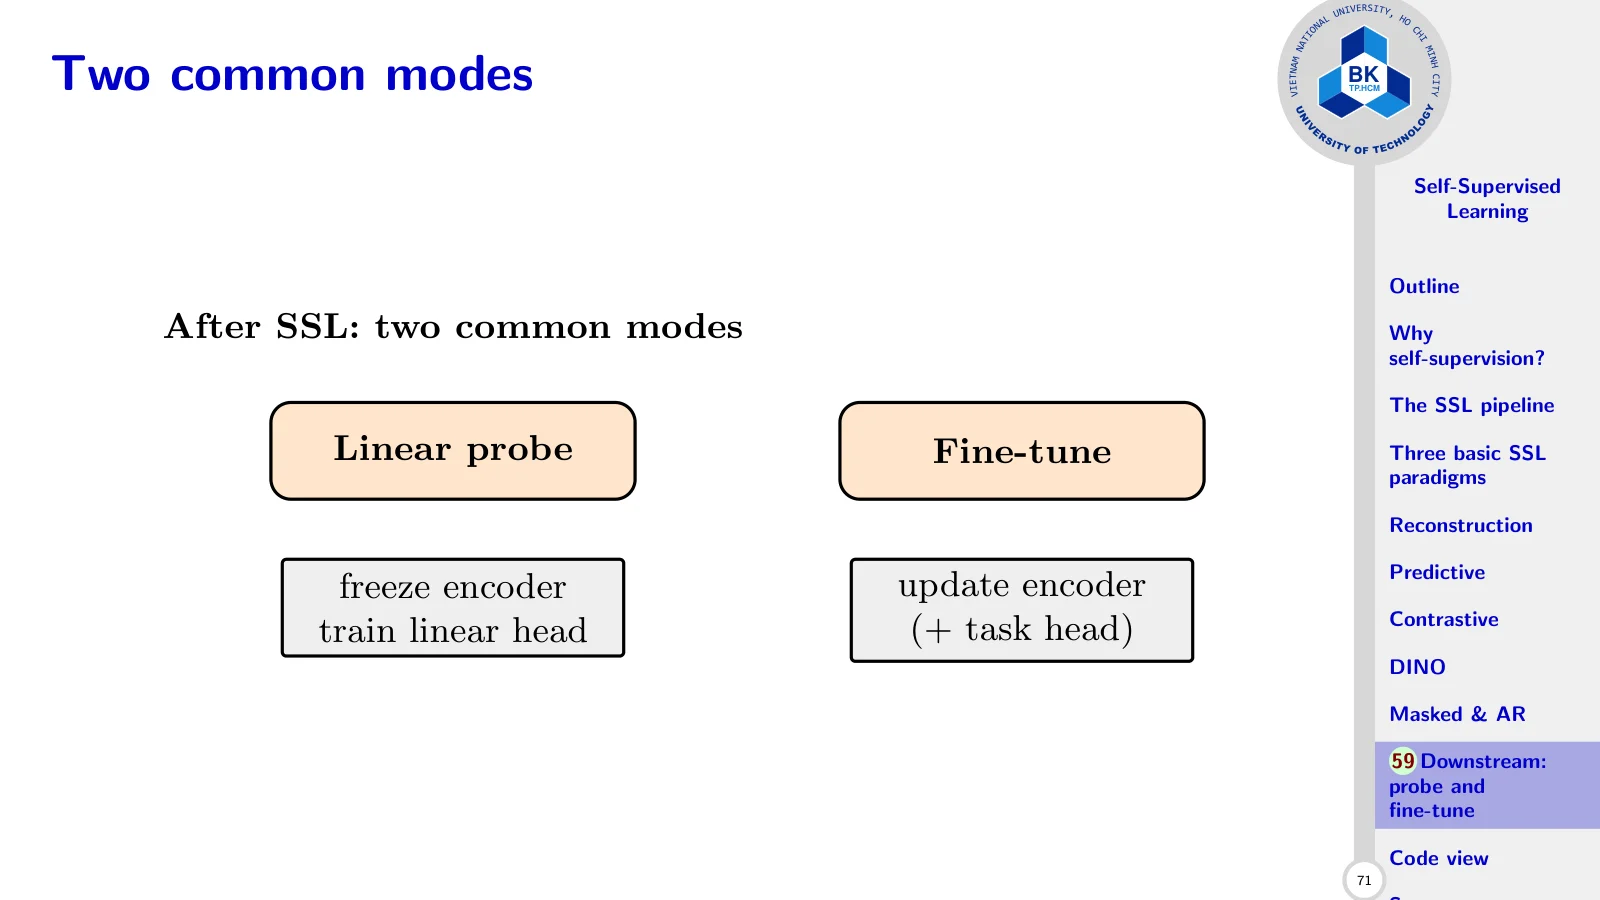 Two common modes
After SSL: two common modes
Linear probe
Fine-tune
freeze encoder
train linear head
update encoder
(+ task head)
VIETNAM NATIONAL UNIVERSITY, HO CHI MINH CITY
BK
TP.HCM
UNIVERSITY OF TECHNOLOGY
Self-Supervised
Learning
Outline
Why
self-supervision?
The SSL pipeline
Three basic SSL
paradigms
Reconstruction
Predictive
Contrastive
DINO
Masked & AR
59 Downstream:
probe and
fine-tune
Code view
71